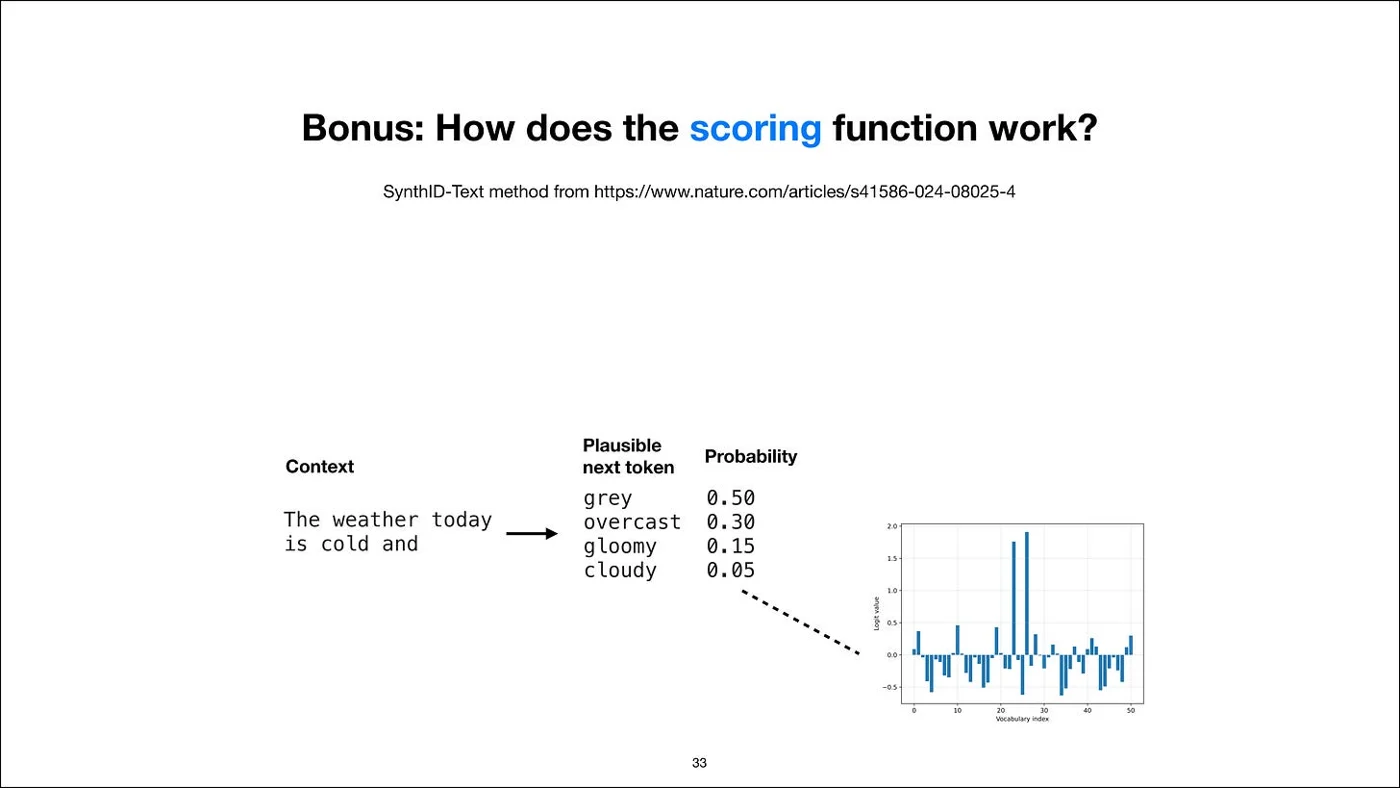 Bonus: How does the scoring function work?
SynthID-Text method from https://www.nature.com/articles/s41586-024-08025-4
Context
The weather today
is cold and
Plausible
next token
Probability
grey 0.50
overcast 0.30
gloomy 0.15
cloudy 0.05
2.0
1.5
1.0
0.5
0.0
−0.5
Logit value
0 10 20 30 40 50
Vocabulary index
33